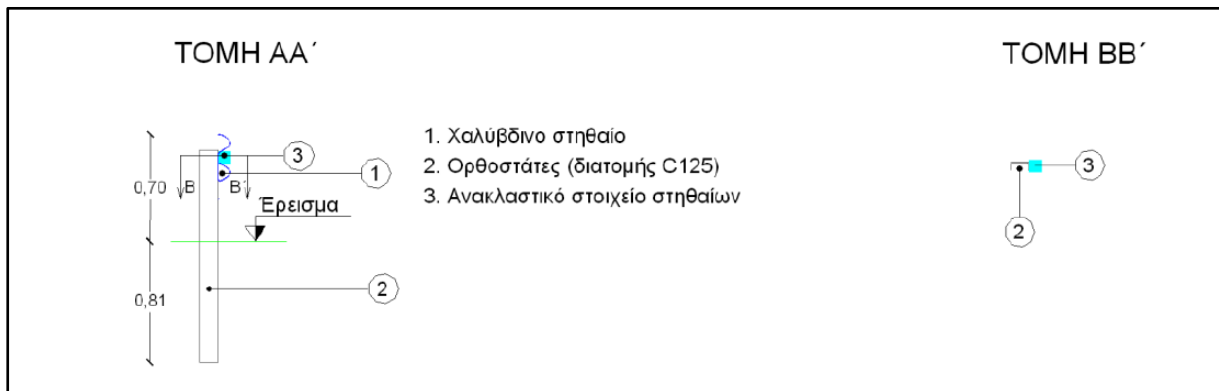 ΤΟΜΗ ΑΑ΄
ΤΟΜΗ ΒΒ΄
1. Χαλύβδινο στηθαίο
2. Ορθοστάτες (διατομής C125)
3. Ανακλαστικό στοιχείο στηθαίων
3
1
0,70
Β
Β΄
Έρεισμα
0,81
2
3
2